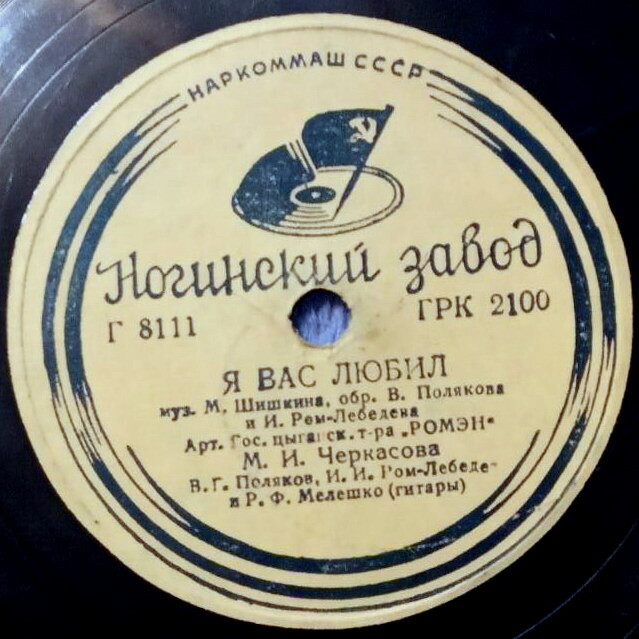 НАРКОММАШ СССР
Ногинский завод
Г 8111
ГРК 2100
Я ВАС ЛЮБИЛ
муз. М. Шишкина, обр. В. Полякова
и И. Ром-Лебедева
Арт. Гос. цыганск. т-ра „РОМЭН“
М. И. Черкасова
В. Г. Поляков, И. И. Ром-Лебеде
и Р. Ф. Мелешко (гитары)